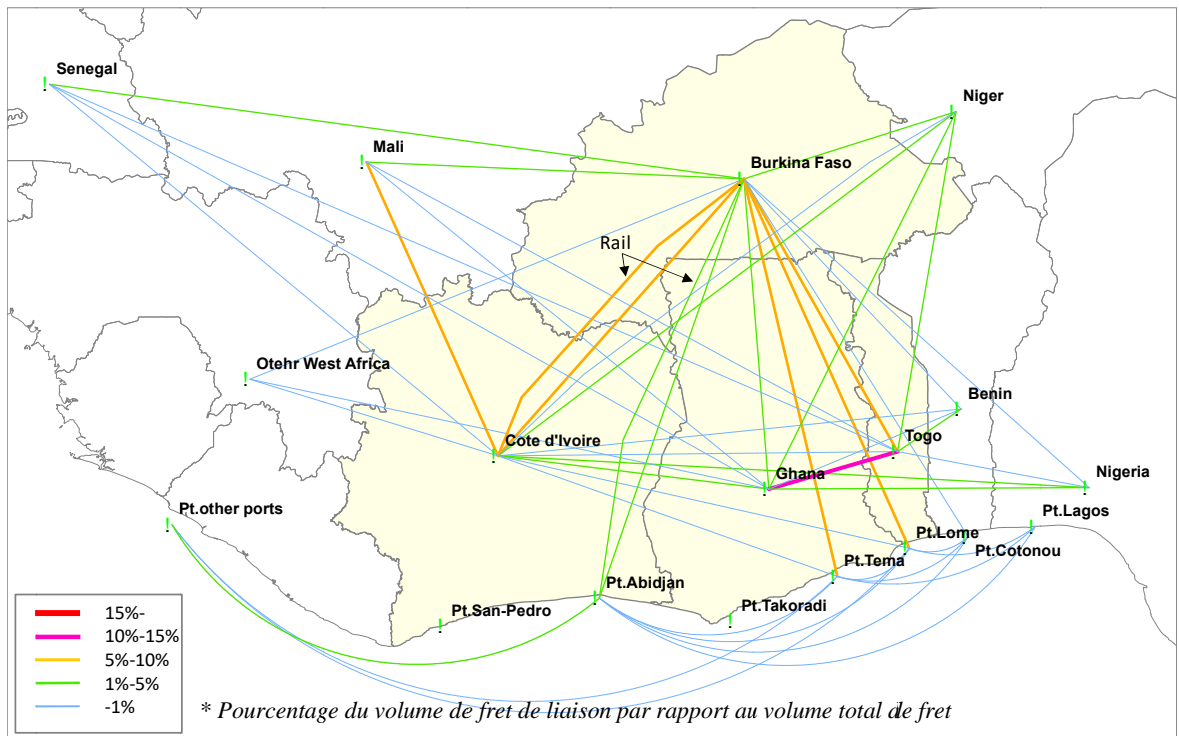 Senegal
Niger
Mali
Burkina Faso
Rail
Otehr West Africa
Benin
Togo
Cote d'Ivoire
Ghana
Nigeria
Pt.other ports
Pt.Lagos
Pt.Lome
Pt.Cotonou
Pt.Tema
Pt.Abidjan
Pt.San-Pedro
Pt.Takoradi
15%-
10%-15%
5%-10%
1%-5%
-1%
* Pourcentage du volume de fret de liaison par rapport au volume total de fret